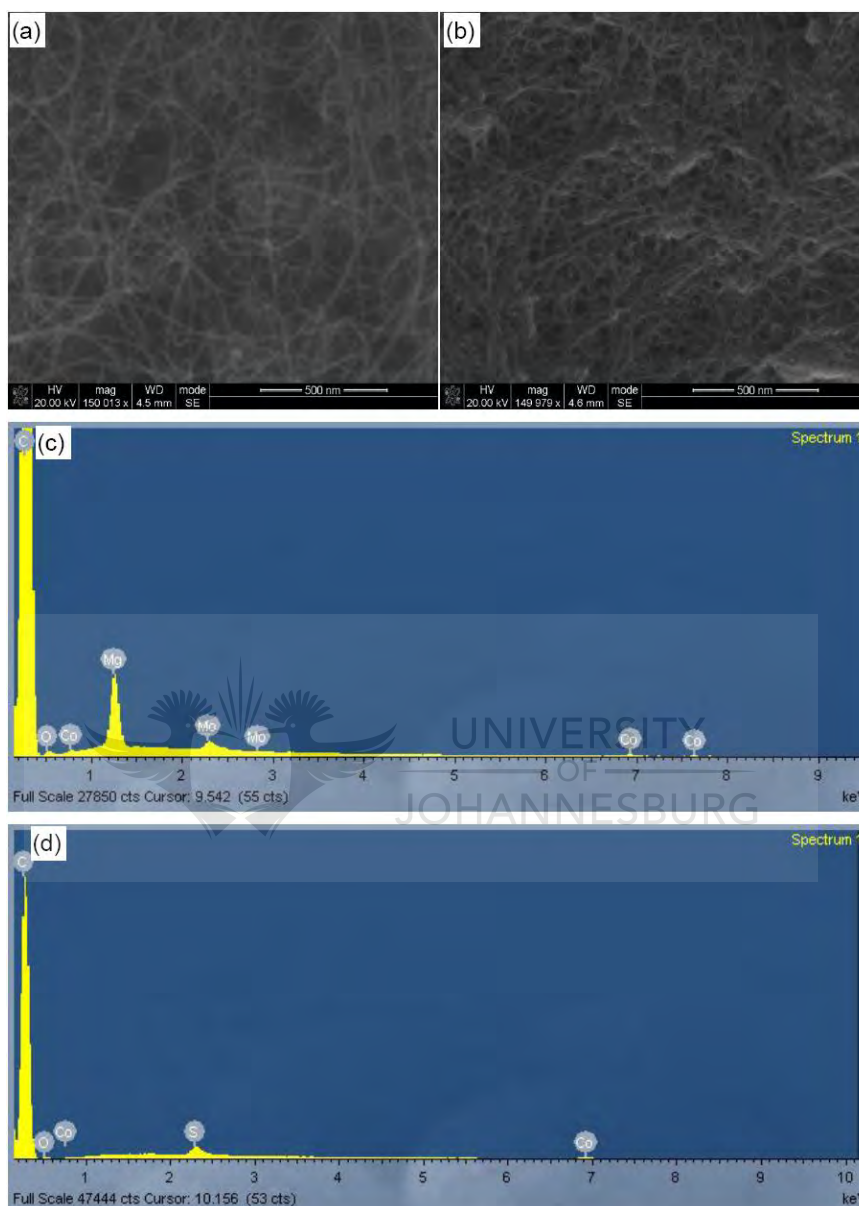 (a)
(b)
HV mag WD mode 500 nm
20.00 kV 150 013 x 4.5 mm SE
HV mag WD mode 500 nm
20.00 kV 149 979 x 4.6 mm SE
(c)
Spectrum 1
C
Mg
O Co Mo Mo Co Co
1 2 3 4 5 6 7 8 9
Full Scale 27850 cts Cursor: 9.542 (55 cts) keV
UNIVERSITY
OF
JOHANNESBURG
(d)
Spectrum 1
C
O Co S Co
1 2 3 4 5 6 7 8 9 10
Full Scale 47444 cts Cursor: 10.156 (53 cts) keV